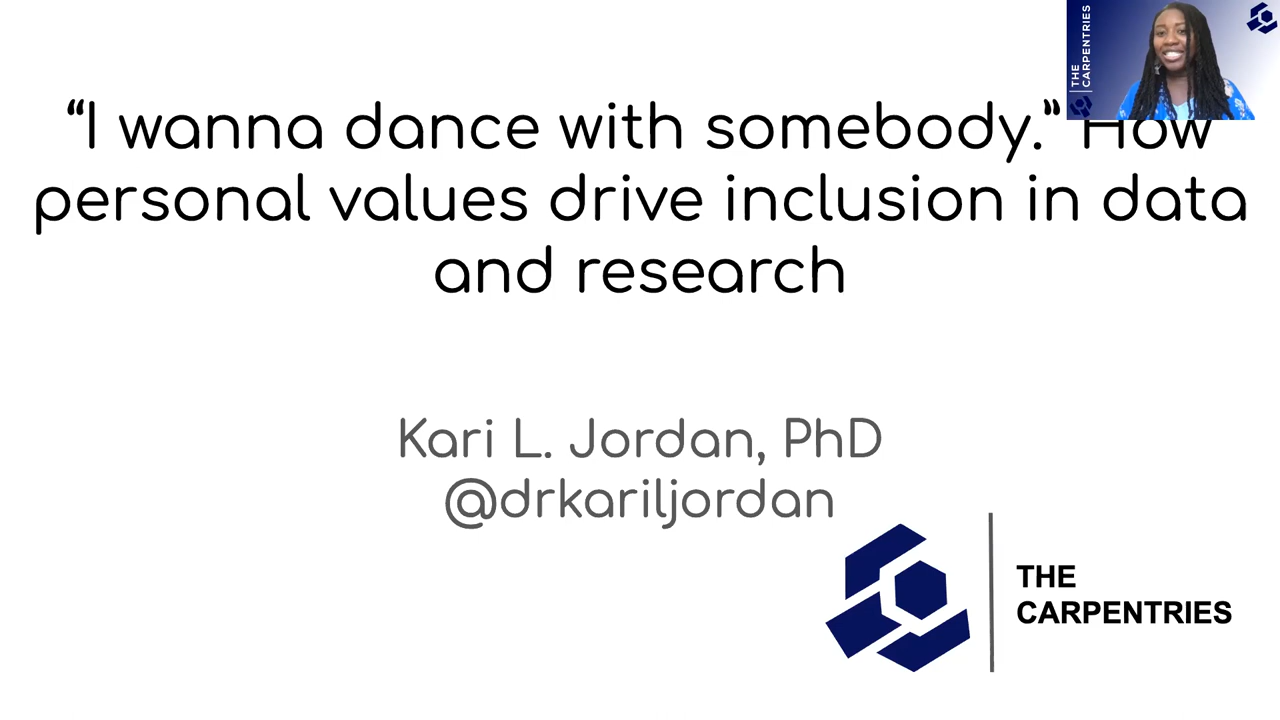 “I wanna dance with somebody.” How
personal values drive inclusion in data
and research
Kari L. Jordan, PhD
@drkariljordan
THE
CARPENTRIES
THE
CARPENTRIES